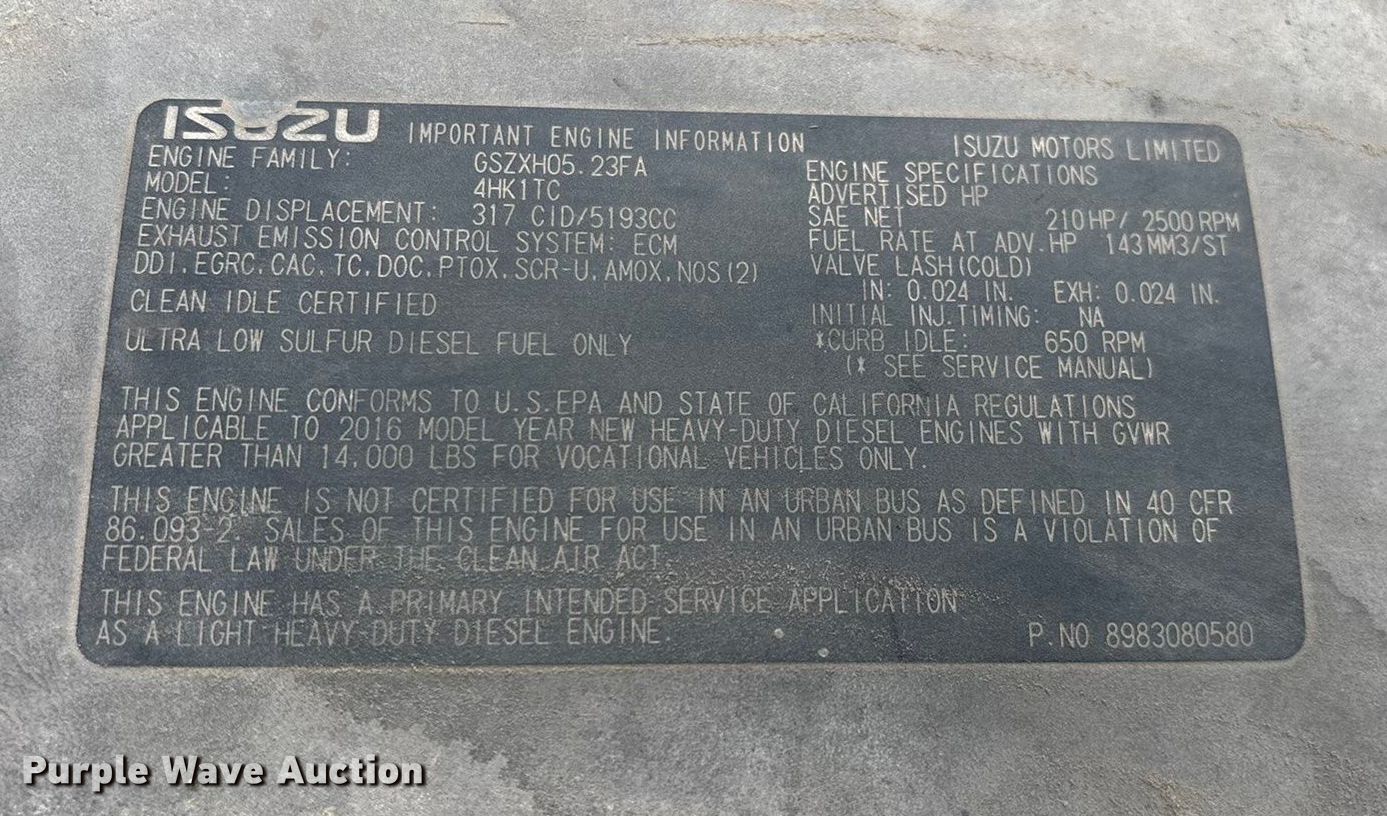 ISUZU IMPORTANT ENGINE INFORMATION ISUZU MOTORS LIMITED
ENGINE FAMILY: GSZXH05.23FA
MODEL: 4HK1TC
ENGINE DISPLACEMENT: 317 CID/5193CC
EXHAUST EMISSION CONTROL SYSTEM: ECM
DDI.EGRC.CAC.TC.DOC.PTOX.SCR-U.AMOX.NOS(2)
CLEAN IDLE CERTIFIED
ULTRA LOW SULFUR DIESEL FUEL ONLY
ENGINE SPECIFICATIONS
ADVERTISED HP
SAE NET 210HP/ 2500RPM
FUEL RATE AT ADV.HP 143MM3/ST
VALVE LASH(COLD)
IN: 0.024 IN. EXH: 0.024 IN.
INITIAL INJ.TIMING: NA
*CURB IDLE: 650 RPM
(* SEE SERVICE MANUAL)
THIS ENGINE CONFORMS TO U.S.EPA AND STATE OF CALIFORNIA REGULATIONS
APPLICABLE TO 2016 MODEL YEAR NEW HEAVY-DUTY DIESEL ENGINES WITH GVWR
GREATER THAN 14.000 LBS FOR VOCATIONAL VEHICLES ONLY.
THIS ENGINE IS NOT CERTIFIED FOR USE IN AN URBAN BUS AS DEFINED IN 40 CFR
86.093-2. SALES OF THIS ENGINE FOR USE IN AN URBAN BUS IS A VIOLATION OF
FEDERAL LAW UNDER THE CLEAN AIR ACT.
THIS ENGINE HAS A PRIMARY INTENDED SERVICE APPLICATION
AS A LIGHT HEAVY-DUTY DIESEL ENGINE.
P.NO 8983080580
Purple Wave Auction